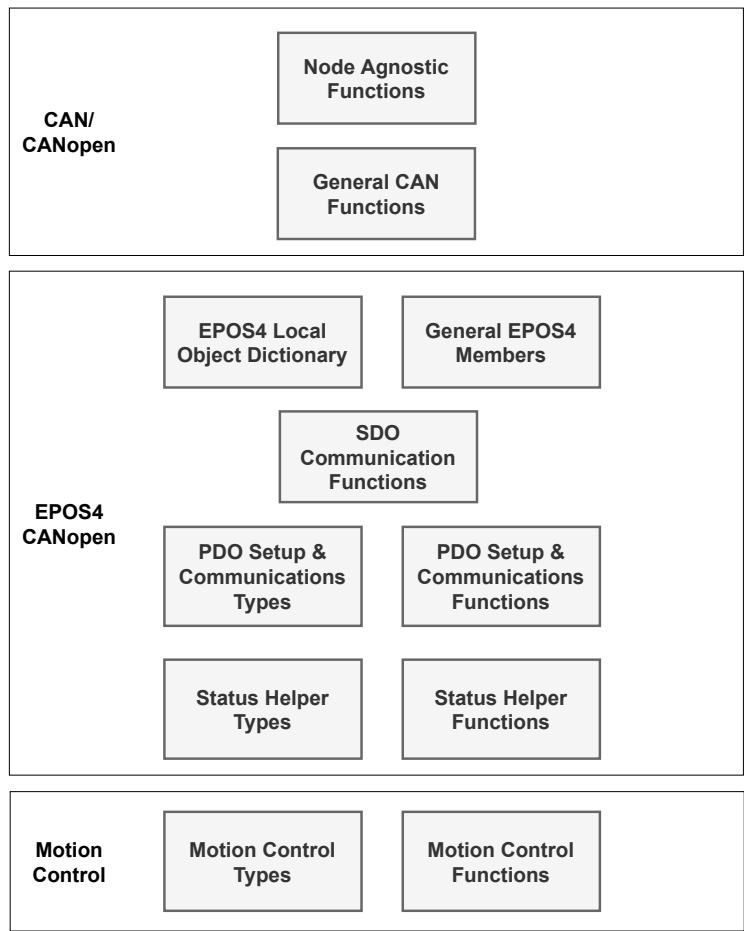 CAN/
CANopen
Node Agnostic
Functions
General CAN
Functions
EPOS4
CANopen
EPOS4 Local
Object Dictionary
General EPOS4
Members
SDO
Communication
Functions
PDO Setup &
Communications
Types
PDO Setup &
Communications
Functions
Status Helper
Types
Status Helper
Functions
Motion
Control
Motion Control
Types
Motion Control
Functions